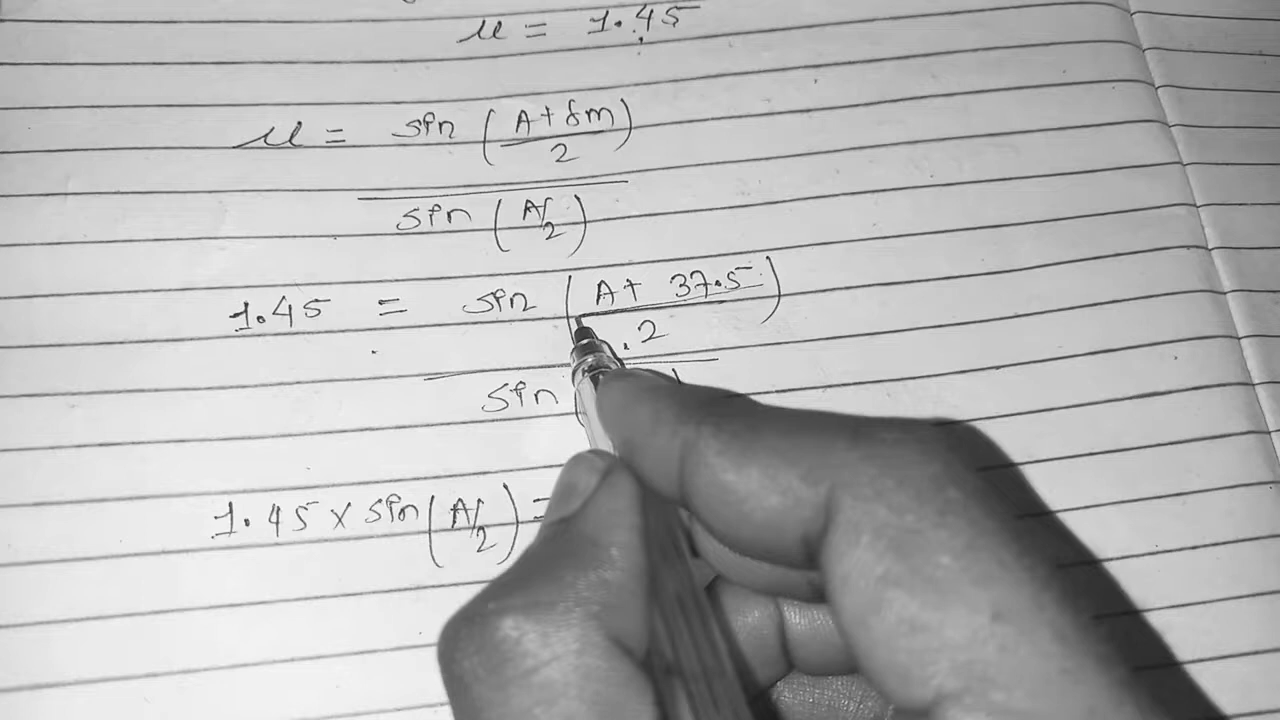 μ = 1.45
μ = sin (A + δm)
2
sin (A/2)
1.45 = sin (A + 37.5)
2
sin (
1.45 × sin (A/2) =